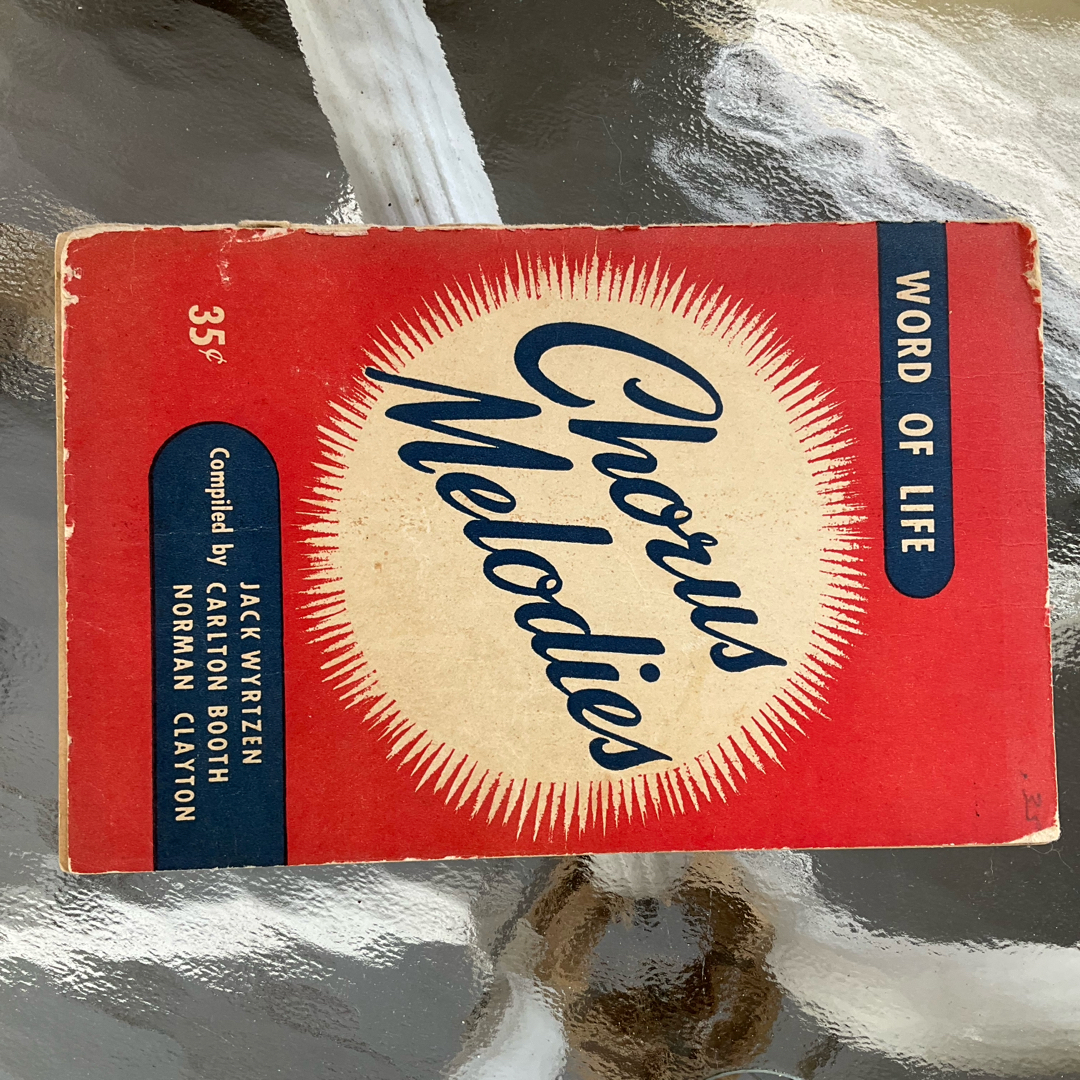 WORD OF LIFE
Chorus
Melodies
35¢
JACK WYRTZEN
Compiled by CARLTON BOOTH
NORMAN CLAYTON